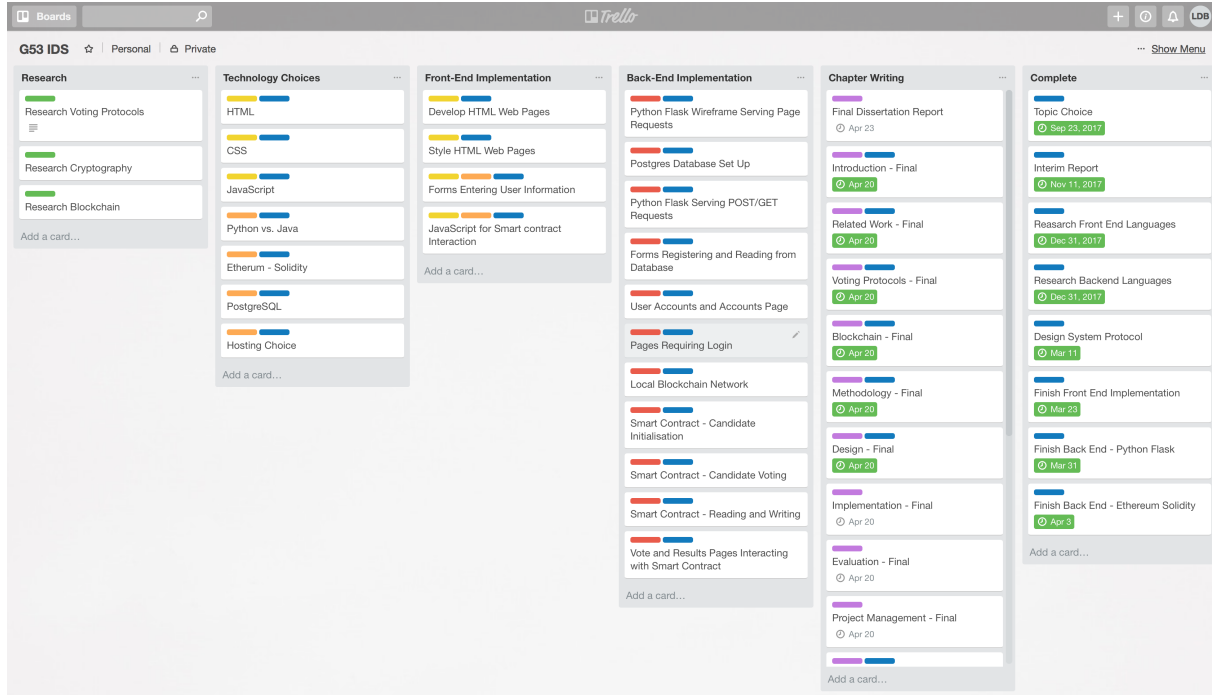 Boards
Trello
LDB
G53 IDS
Personal
Private
... Show Menu
Research
Research Voting Protocols
Research Cryptography
Research Blockchain
Add a card...
Technology Choices
HTML
CSS
JavaScript
Python vs. Java
Etherum - Solidity
PostgreSQL
Hosting Choice
Add a card...
Front-End Implementation
Develop HTML Web Pages
Style HTML Web Pages
Forms Entering User Information
JavaScript for Smart contract
Interaction
Add a card...
Back-End Implementation
Python Flask Wireframe Serving Page
Requests
Postgres Database Set Up
Python Flask Serving POST/GET
Requests
Forms Registering and Reading from
Database
User Accounts and Accounts Page
Pages Requiring Login
Local Blockchain Network
Smart Contract - Candidate
Initialisation
Smart Contract - Candidate Voting
Smart Contract - Reading and Writing
Vote and Results Pages Interacting
with Smart Contract
Add a card...
Chapter Writing
Final Dissertation Report
Apr 23
Introduction - Final
Apr 20
Related Work - Final
Apr 20
Voting Protocols - Final
Apr 20
Blockchain - Final
Apr 20
Methodology - Final
Apr 20
Design - Final
Apr 20
Implementation - Final
Apr 20
Evaluation - Final
Apr 20
Project Management - Final
Apr 20
Add a card...
Complete
Topic Choice
Sep 23, 2017
Interim Report
Nov 11, 2017
Reasarch Front End Languages
Dec 31, 2017
Research Backend Languages
Dec 31, 2017
Design System Protocol
Mar 11
Finish Front End Implementation
Mar 23
Finish Back End - Python Flask
Mar 31
Finish Back End - Ethereum Solidity
Apr 3
Add a card...